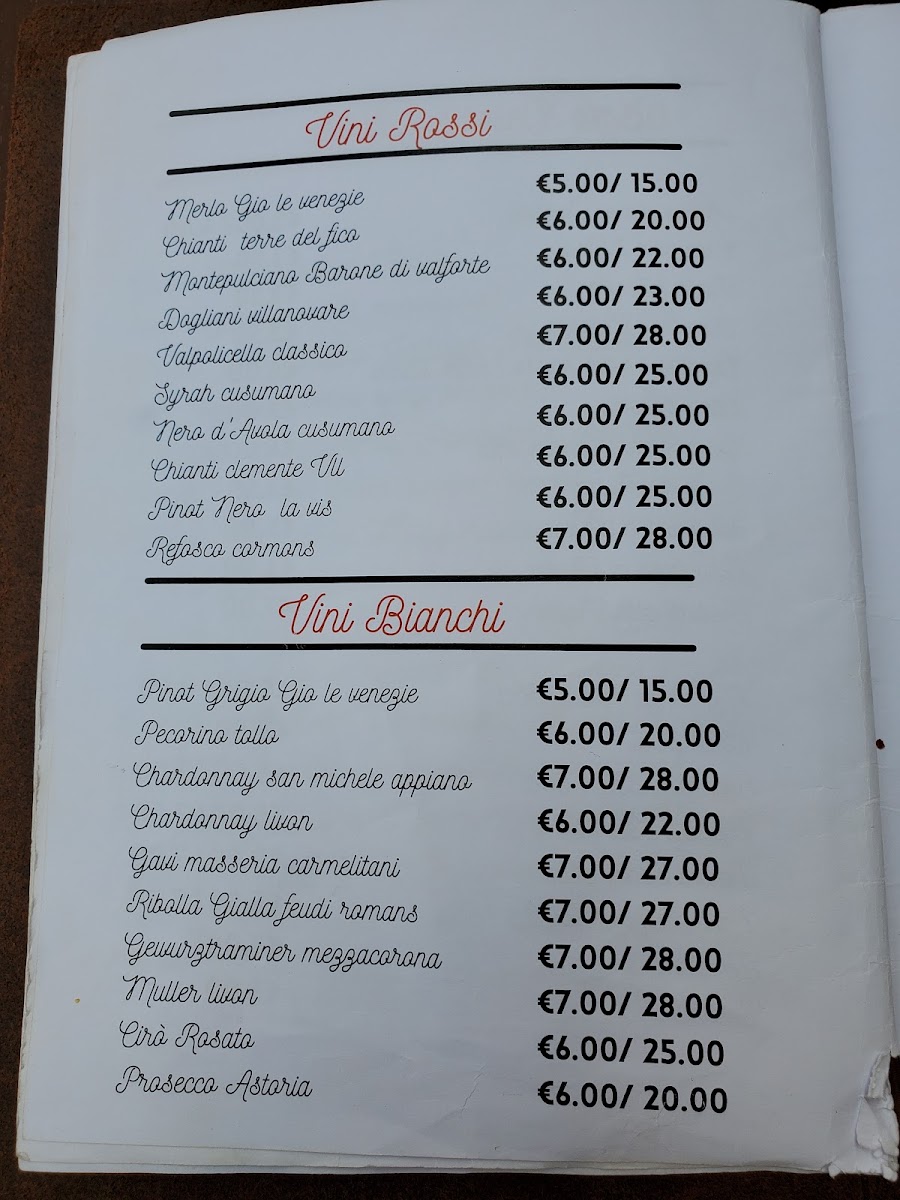 Vini Rossi
Merlo Gio le venezie €5.00/ 15.00
Chianti terre del fico €6.00/ 20.00
Montepulciano Barone di valforte €6.00/ 22.00
Dogliani villanovare €6.00/ 23.00
Valpolicella classico €7.00/ 28.00
Syrah cusumano €6.00/ 25.00
Nero d'Avola cusumano €6.00/ 25.00
Chianti clemente VII €6.00/ 25.00
Pinot Nero la vis €6.00/ 25.00
Refosco cormons €7.00/ 28.00
Vini Bianchi
Pinot Grigio Gio le venezie €5.00/ 15.00
Pecorino tollo €6.00/ 20.00
Chardonnay san michele appiano €7.00/ 28.00
Chardonnay livon €6.00/ 22.00
Gavi masseria carmelitani €7.00/ 27.00
Ribolla Gialla feudi romans €7.00/ 27.00
Gewurztraminer mezzacorona €7.00/ 28.00
Muller livon €7.00/ 28.00
Cirò Rosato €6.00/ 25.00
Prosecco Astoria €6.00/ 20.00